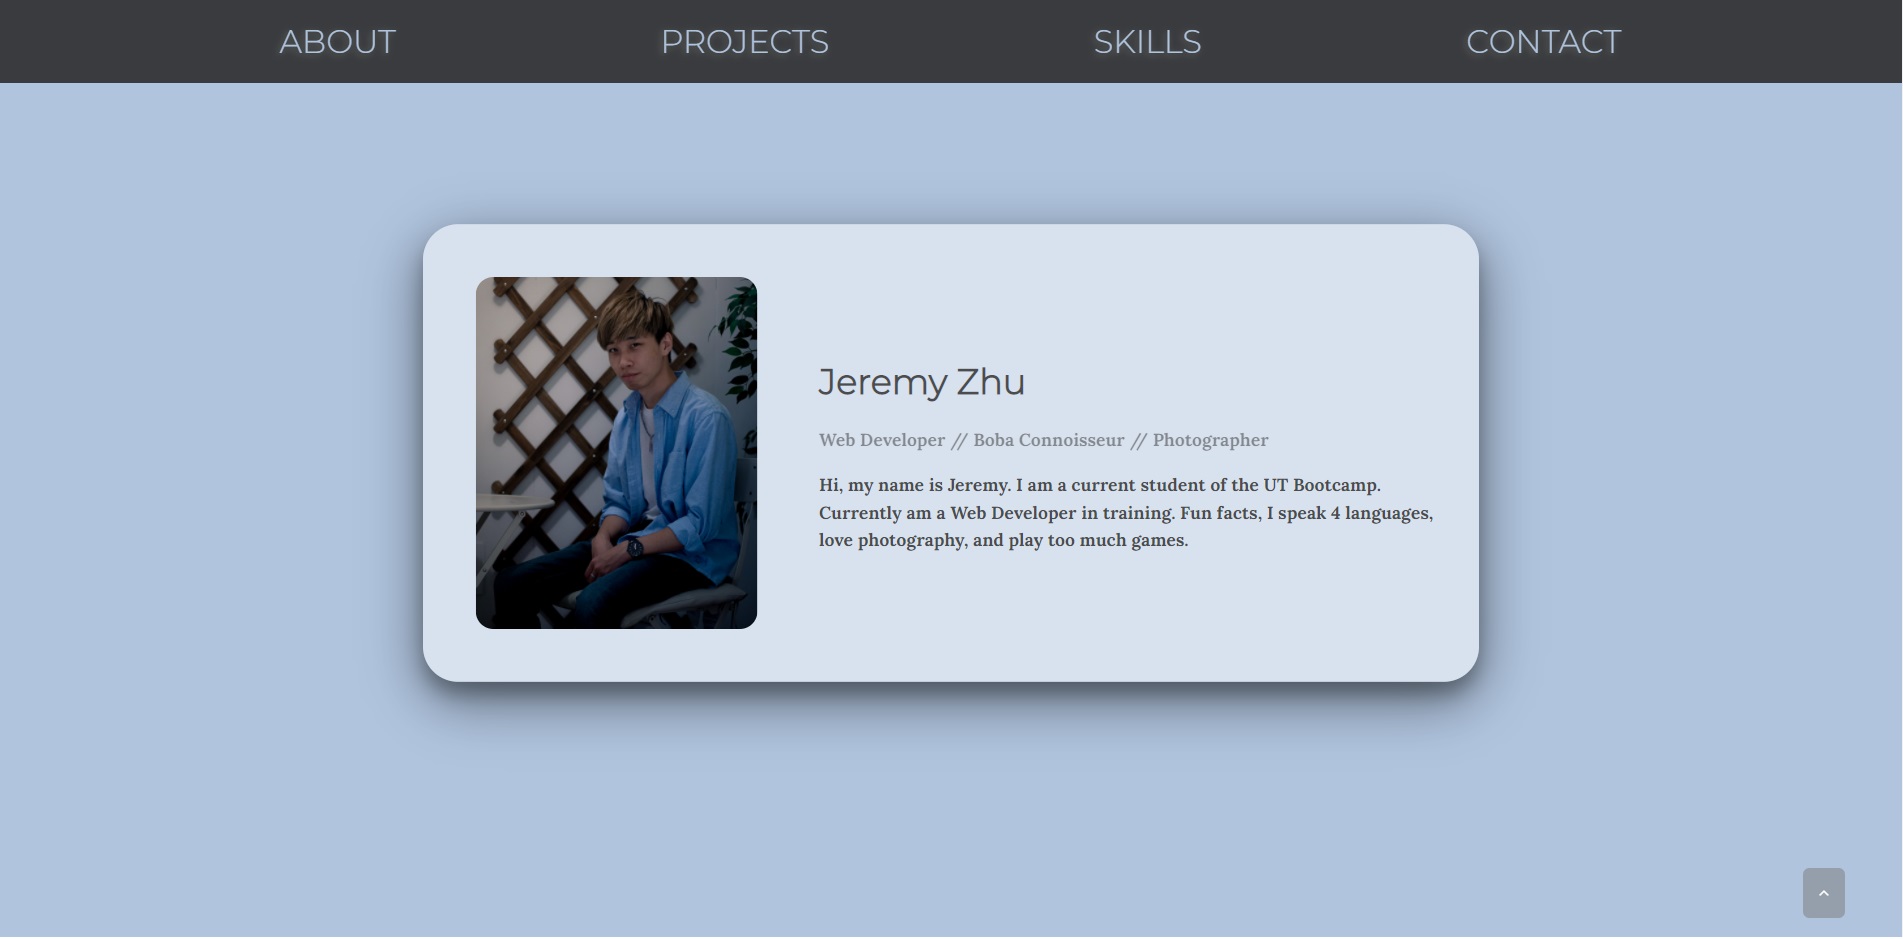 ABOUT PROJECTS SKILLS CONTACT
Jeremy Zhu
Web Developer // Boba Connoisseur // Photographer
Hi, my name is Jeremy. I am a current student of the UT Bootcamp.
Currently am a Web Developer in training. Fun facts, I speak 4 languages,
love photography, and play too much games.